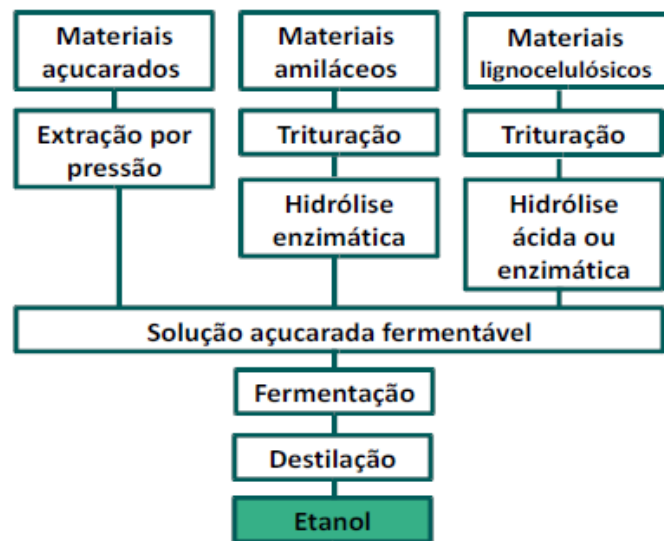 Materiais
açucarados
Materiais
amiláceos
Materiais
lignocelulósicos
Extração por
pressão
Trituração
Trituração
Hidrólise
enzimática
Hidrólise
ácida ou
enzimática
Solução açucarada fermentável
Fermentação
Destilação
Etanol